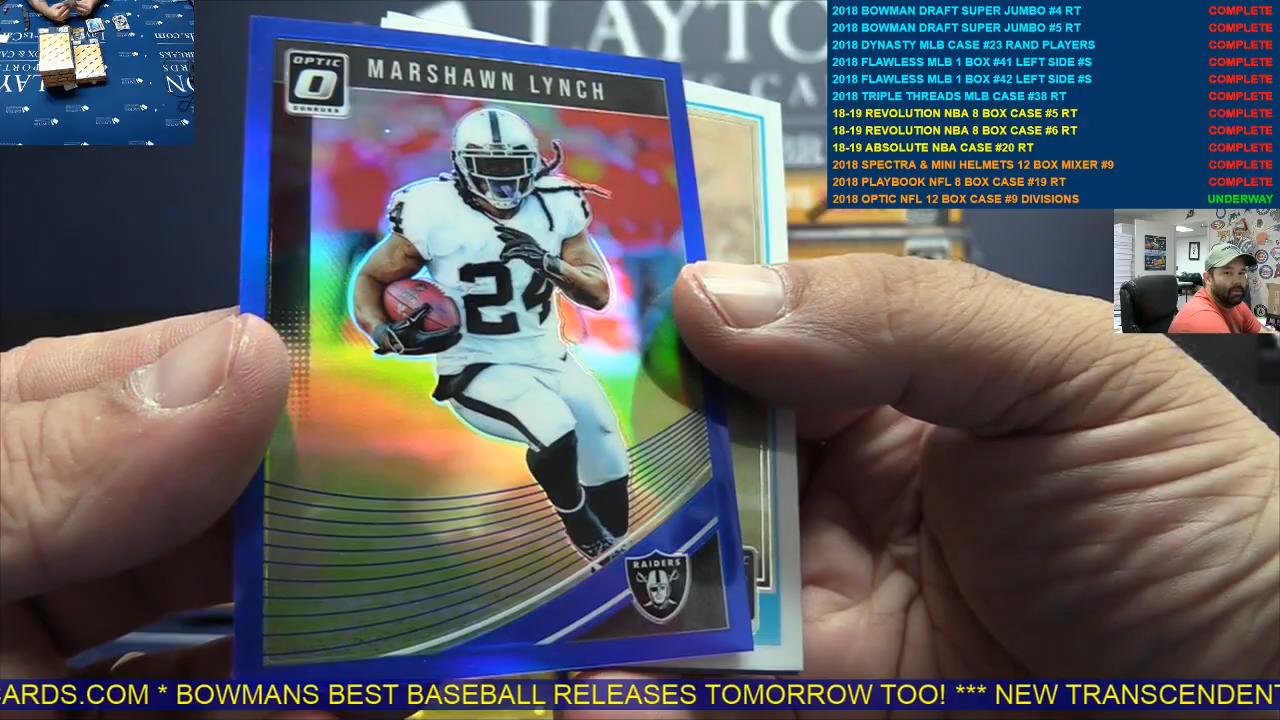 2018 BOWMAN DRAFT SUPER JUMBO #4 RT COMPLETE
2018 BOWMAN DRAFT SUPER JUMBO #5 RT COMPLETE
2018 DYNASTY MLB CASE #23 RAND PLAYERS COMPLETE
2018 FLAWLESS MLB 1 BOX #41 LEFT SIDE #S COMPLETE
2018 FLAWLESS MLB 1 BOX #42 LEFT SIDE #S COMPLETE
2018 TRIPLE THREADS MLB CASE #38 RT COMPLETE
18-19 REVOLUTION NBA 8 BOX CASE #5 RT COMPLETE
18-19 REVOLUTION NBA 8 BOX CASE #6 RT COMPLETE
18-19 ABSOLUTE NBA CASE #20 RT COMPLETE
2018 SPECTRA & MINI HELMETS 12 BOX MIXER #9 COMPLETE
2018 PLAYBOOK NFL 8 BOX CASE #19 RT COMPLETE
2018 OPTIC NFL 12 BOX CASE #9 DIVISIONS UNDERWAY
LAYTO
CA
OPTIC
O
DONRUSS
MARSHAWN LYNCH
24
RAIDERS
CARDS.COM * BOWMANS BEST BASEBALL RELEASES TOMORROW TOO! *** NEW TRANSCENDENT